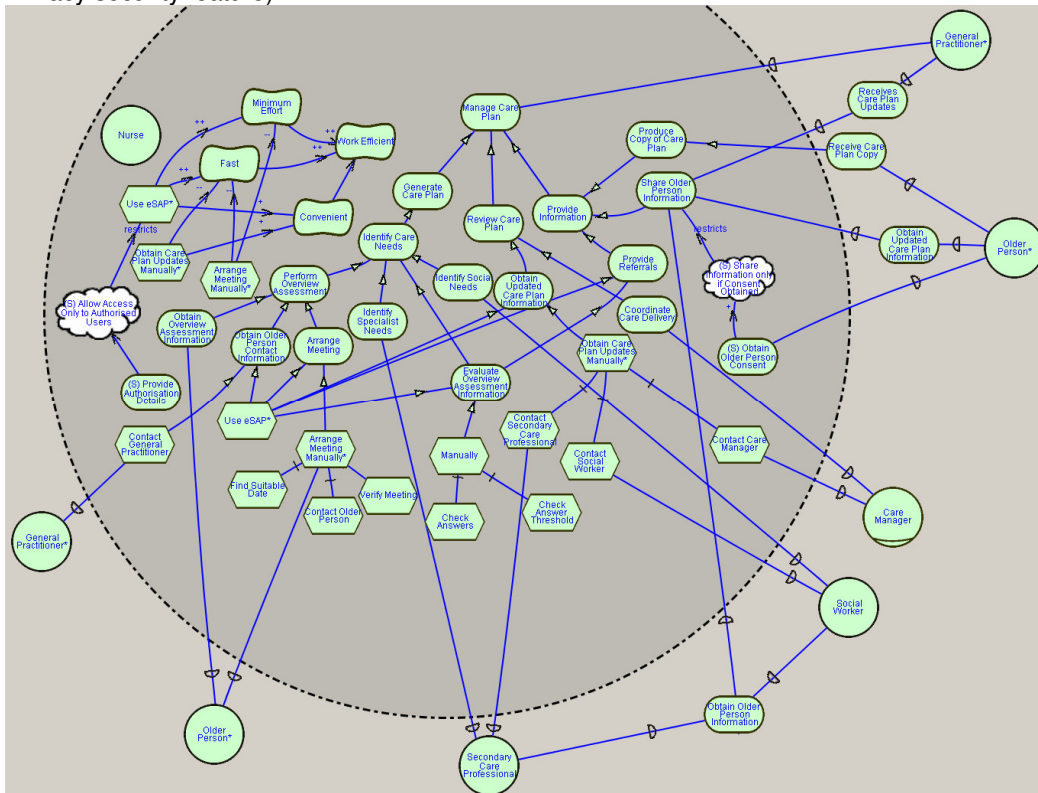 General
Practitioner*
Minimum
Effort
Manage Care
Plan
Receives
Care Plan
Updates
Nurse
++
++
--
Work Efficient
Produce
Copy of Care
Plan
Receive Care
Plan Copy
Fast
++
++
--
--
Generate
Care Plan
Share Older
Person
Information
Use eSAP*
+
+
Convenient
Review Care
Plan
Provide
Information
restricts
restricts
Identify Care
Needs
Obtain
Updated
Care Plan
Information
Older
Person*
Obtain Care
Plan Updates
Manually*
Arrange
Meeting
Manually*
Perform
Overview
Assessment
Identify Social
Needs
Obtain
Updated
Care Plan
Information
Provide
Referrals
(S) Share
Information only
if Consent
Obtained
+
(S) Allow Access
Only to Authorised
Users
Obtain
Overview
Assessment
Information
Obtain Older
Person
Contact
Information
Arrange
Meeting
Identify
Specialist
Needs
Coordinate
Care Delivery
Obtain Care
Plan Updates
Manually*
(S) Obtain
Older Person
Consent
(S) Provide
Authorisation
Details
Evaluate
Overview
Assessment
Information
Use eSAP*
Contact
General
Practitioner
Arrange
Meeting
Manually*
Manually
Contact
Secondary
Care
Professional
Contact
Social
Worker
Contact Care
Manager
Find Suitable
Date
Verify Meeting
Contact Older
Person
Check
Answers
Check
Answer
Threshold
Care
Manager
General
Practitioner*
Social
Worker
Older
Person*
Secondary
Care
Professional
Obtain Older
Person
Information